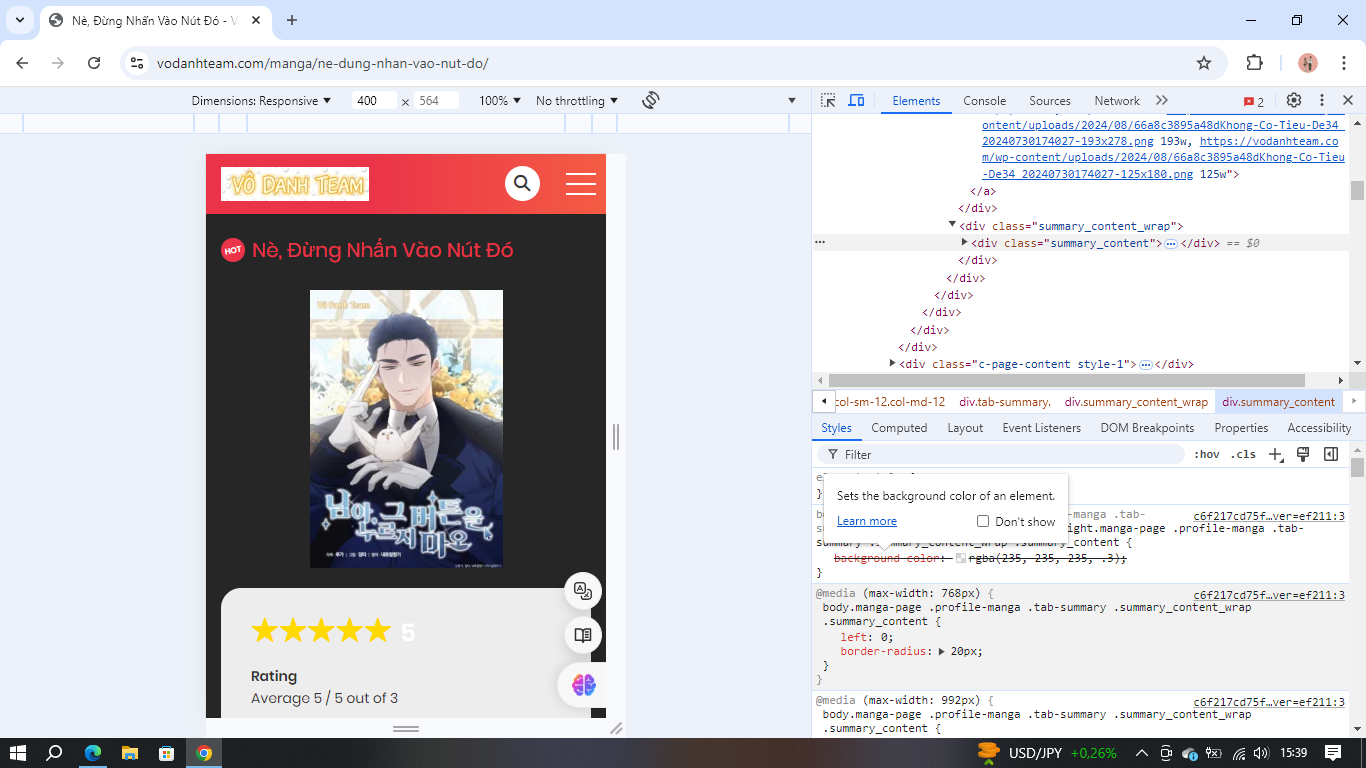 Nè, Đừng Nhấn Vào Nút Đó - V
vodanhteam.com/manga/ne-dung-nhan-vao-nut-do/
Dimensions: Responsive ▼ 400 × 564 100% ▼ No throttling ▼
Elements Console Sources Network 2
VÔ DANH TEAM
HOT Nè, Đừng Nhấn Vào Nút Đó
Vô Danh Team
남아, 그 버튼을
누르지 마오
5
Rating
Average 5 / 5 out of 3
ontent/uploads/2024/08/66a8c3895a48dKhong-Co-Tieu-De34_
20240730174027-193x278.png 193w, https://vodanhteam.co
m/wp-content/uploads/2024/08/66a8c3895a48dKhong-Co-Tieu
-De34_20240730174027-125x180.png 125w">
</a>
</div>
▼<div class="summary_content_wrap">
▶<div class="summary_content">…</div> == $0
</div>
</div>
</div>
</div>
</div>
</div>
▶<div class="c-page-content style-1">…</div>
col-sm-12.col-md-12 div.tab-summary. div.summary_content_wrap div.summary_content
Styles Computed Layout Event Listeners DOM Breakpoints Properties Accessibility
Filter :hov .cls
}
Sets the background color of an element.
Learn more Don't show
manga .tab- c6f217cd75f…ver=ef211:3
ight.manga-page .profile-manga .tab-
summary .summary_content_wrap .summary_content {
background-color: rgba(235, 235, 235, .3);
}
@media (max-width: 768px) { c6f217cd75f…ver=ef211:3
body.manga-page .profile-manga .tab-summary .summary_content_wrap
.summary_content {
left: 0;
border-radius: ▶ 20px;
}
}
@media (max-width: 992px) { c6f217cd75f…ver=ef211:3
body.manga-page .profile-manga .tab-summary .summary_content_wrap
.summary_content {
USD/JPY +0,26% 15:39